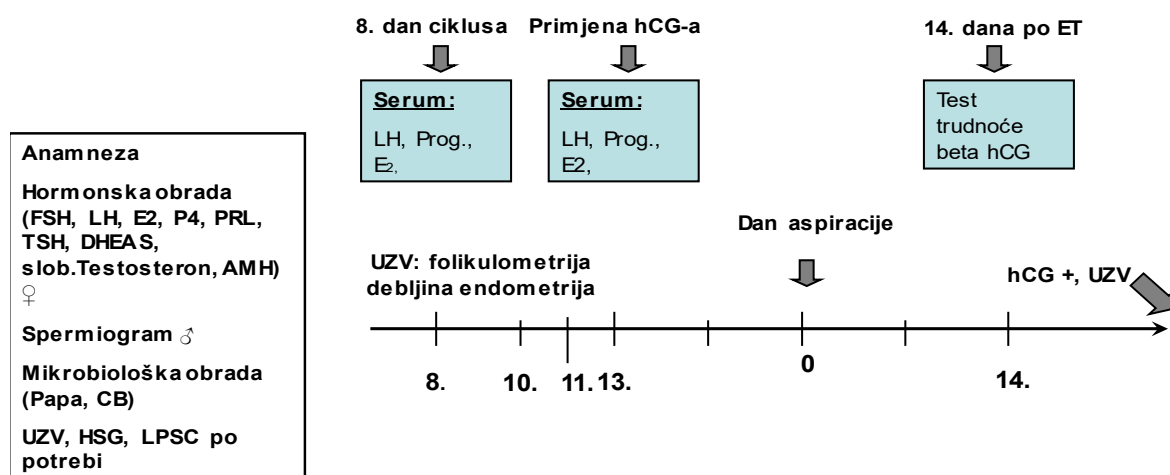 8. dan ciklusa
Primjena hCG-a
14. dana po ET
Serum:
LH, Prog.,
E2,
Serum:
LH, Prog.,
E2,
Test
trudnoće
beta hCG
Anamneza
Hormonska obrada
(FSH, LH, E2, P4, PRL,
TSH, DHEAS,
slob.Testosteron, AMH)
♀
Spermiogram ♂
Mikrobiološka obrada
(Papa, CB)
UZV, HSG, LPSC po
potrebi
Dan aspiracije
UZV: folikulometrija
debljina endometrija
hCG +, UZV
8.
10.
11.
13.
0
14.